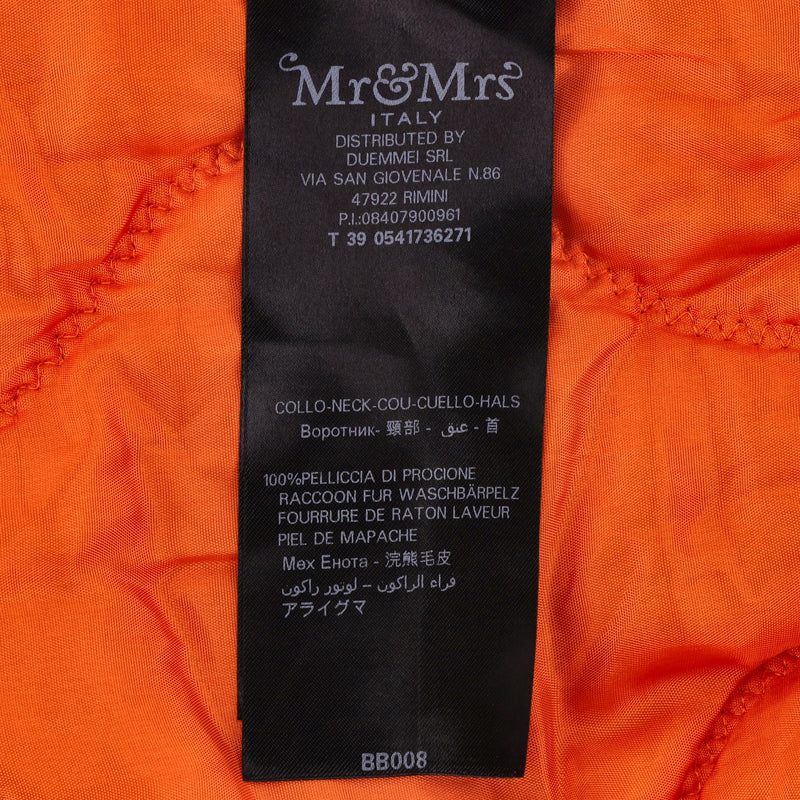 Mr&Mrs
ITALY
DISTRIBUTED BY
DUEMMEI SRL
VIA SAN GIOVENALE N.86
47922 RIMINI
P.I.:08407900961
T 39 0541736271
COLLO-NECK-COU-CUELLO-HALS
Воротник- 頸部 - عنق - 首
100%PELLICCIA DI PROCIONE
RACCOON FUR WASCHBÄRPELZ
FOURRURE DE RATON LAVEUR
PIEL DE MAPACHE
Мех Енота - 浣熊毛皮
فراء الراكون – لوتور راكون
アライグマ
BB008